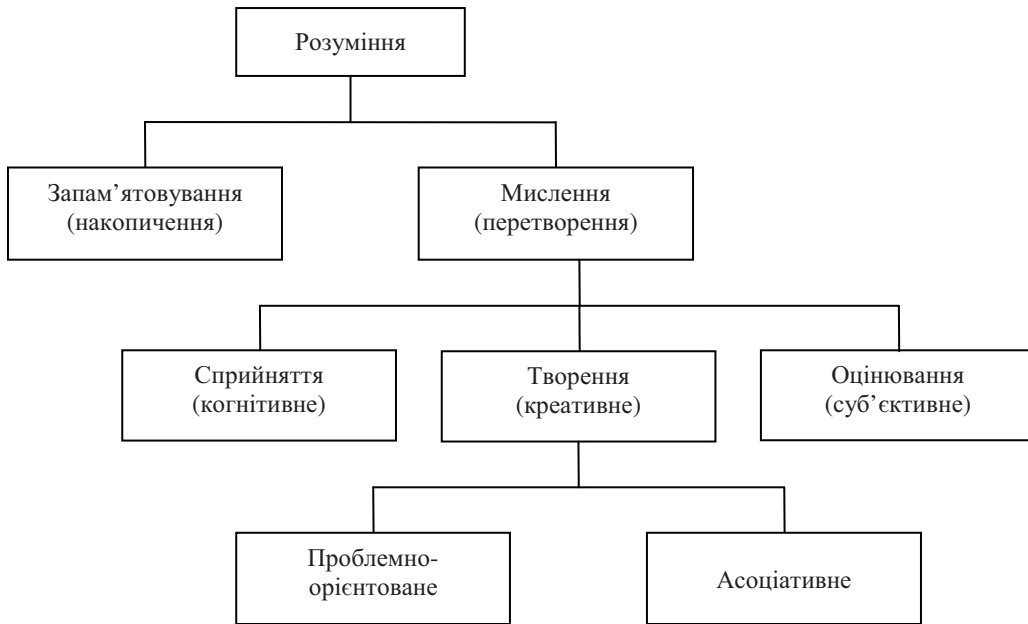 Розуміння
Запам’ятовування
(накопичення)
Мислення
(перетворення)
Сприйняття
(когнітивне)
Творення
(креативне)
Оцінювання
(суб’єктивне)
Проблемно-
орієнтоване
Асоціативне